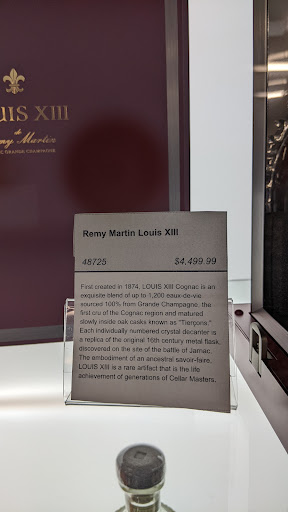 UIS XIII
de
my Martin
GRANDE CHAMPAGNE
Remy Martin Louis XIII
48725 $4,499.99
First created in 1874, LOUIS XIII Cognac is an
exquisite blend of up to 1,200 eaux-de-vie
sourced 100% from Grande Champagne, the
first cru of the Cognac region and matured
slowly inside oak casks known as "Tierçons."
Each individually numbered crystal decanter is
a replica of the original 16th century metal flask,
discovered on the site of the battle of Jarnac.
The embodiment of an ancestral savoir-faire,
LOUIS XIII is a rare artifact that is the life
achievement of generations of Cellar Masters.